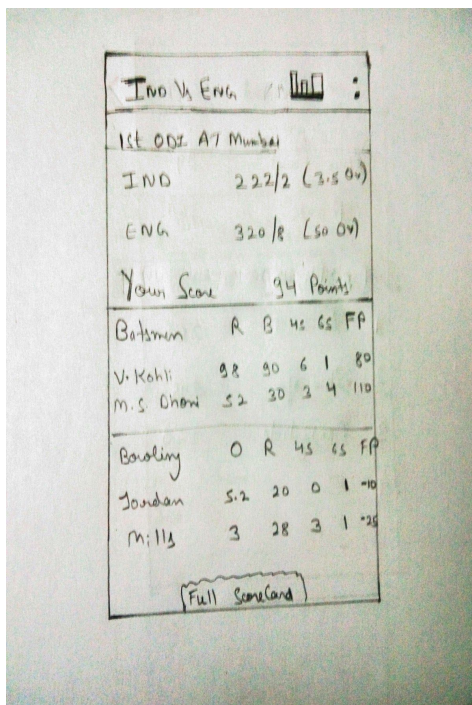 IND Vs ENG
1st ODI AT Mumbai
IND 222/2 (3.5 Ov)
ENG 320/8 (50 Ov)
Your Score 94 Points
Batsmen R B 4S 6S FP
V. Kohli 98 90 6 1 80
M.S. Dhoni 52 30 3 4 110
Bowling O R 4S 6S FP
Jordan 5.2 20 0 1 -10
Mills 3 28 3 1 -25
Full ScoreCard